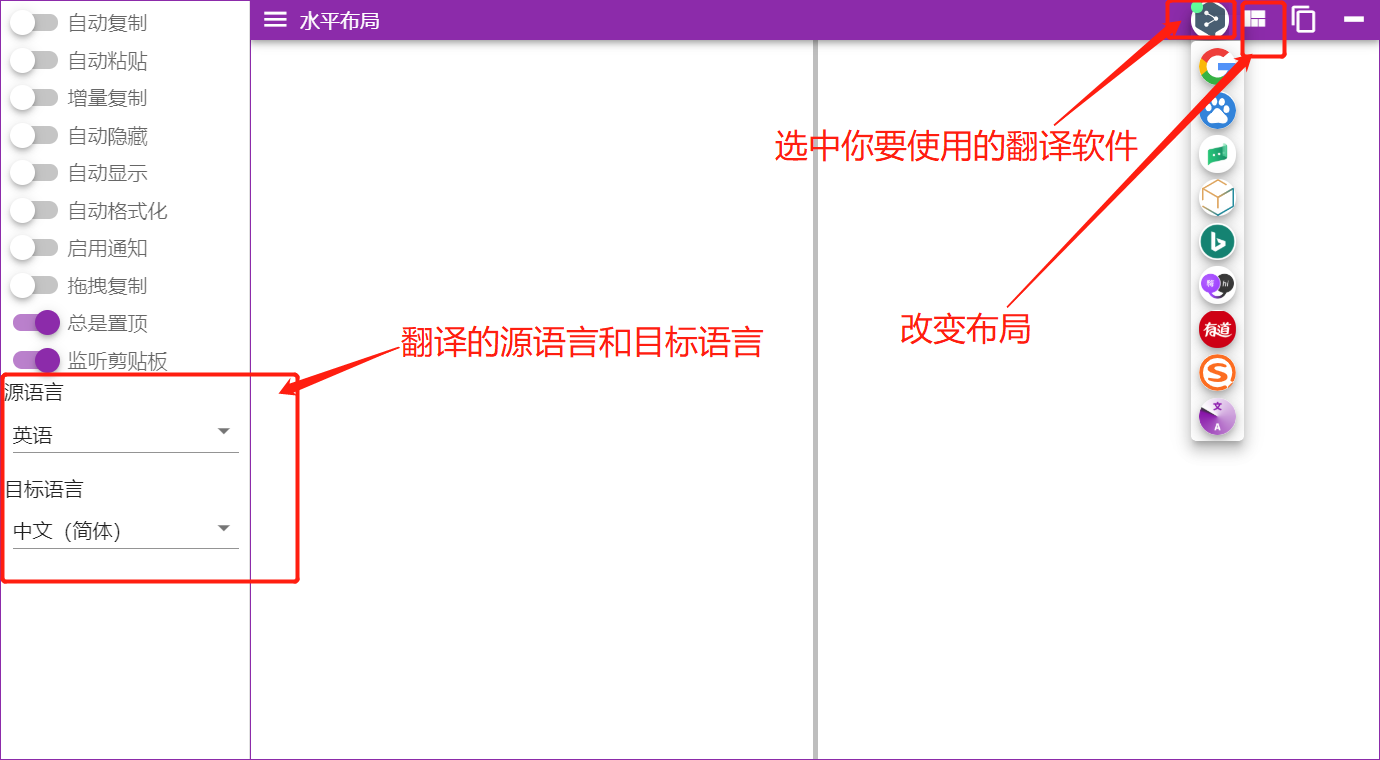 自动复制
自动粘贴
增量复制
自动隐藏
自动显示
自动格式化
启用通知
拖拽复制
总是置顶
监听剪贴板
源语言
英语
目标语言
中文（简体）
水平布局
选中你要使用的翻译软件
改变布局
翻译的源语言和目标语言
嗨
hi
有道
文
A